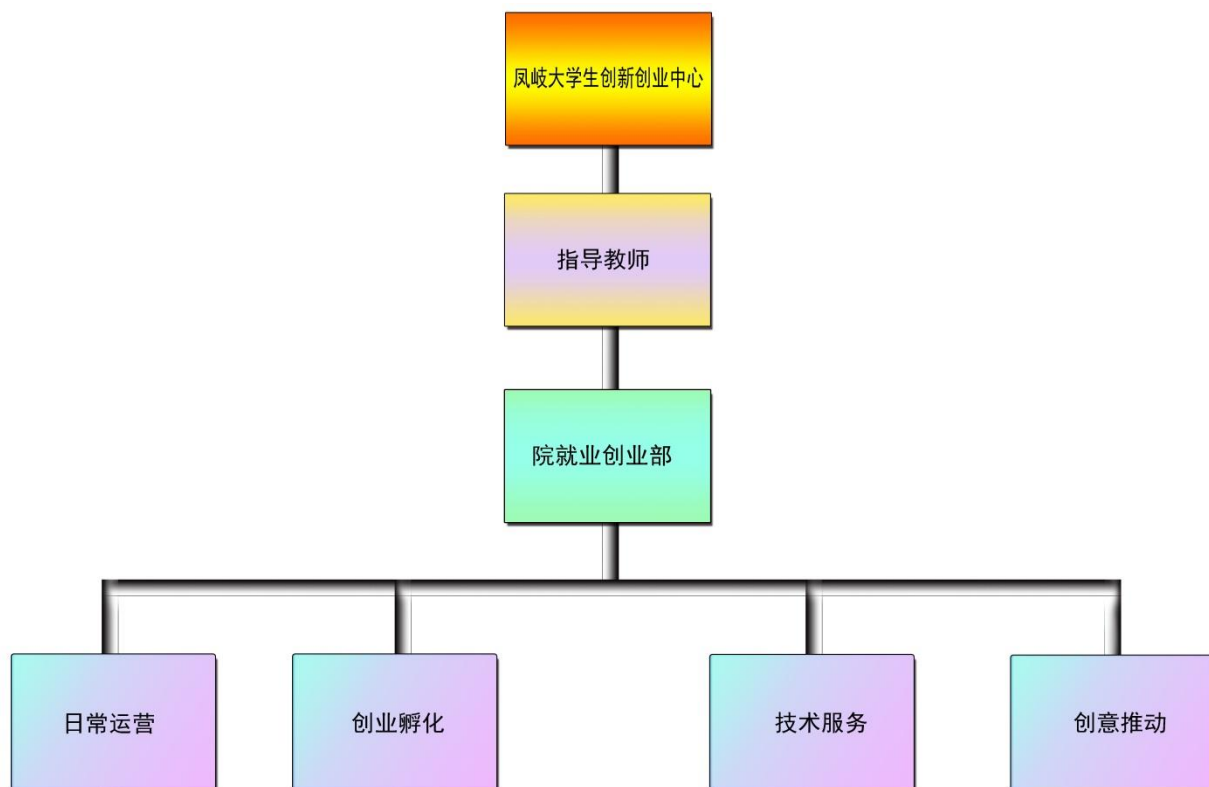 凤岐大学生创新创业中心
指导教师
院就业创业部
日常运营
创业孵化
技术服务
创意推动